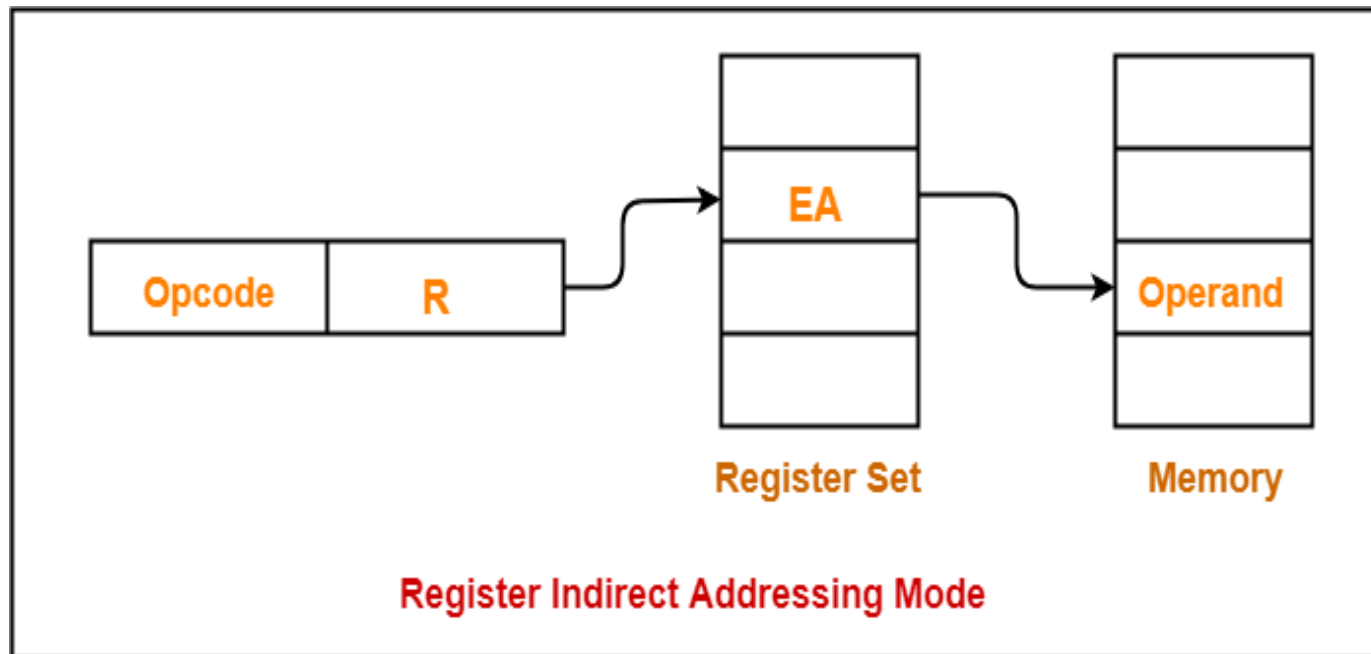 Opcode
R
EA
Operand
Register Set
Memory
Register Indirect Addressing Mode